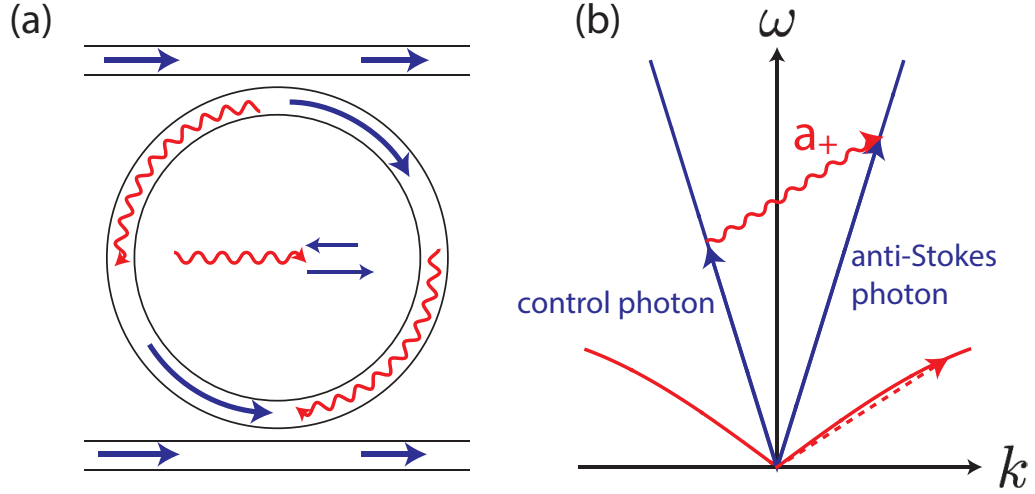 (a)
(b)
ω
a+
control photon
anti-Stokes
photon
k